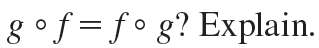 g ∘ f = f ∘ g? Explain.